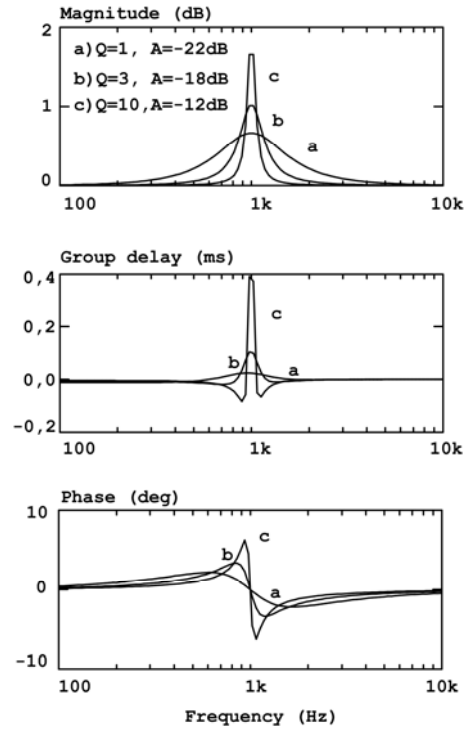 Magnitude (dB)
2
a)Q=1, A=-22dB
b)Q=3, A=-18dB
c)Q=10,A=-12dB
c
b
1
a
0
100 1k 10k
Group delay (ms)
0,4
c
0,2
b
a
0,0
-0,2
100 1k 10k
Phase (deg)
10
c
b
a
0
-10
100 1k 10k
Frequency (Hz)